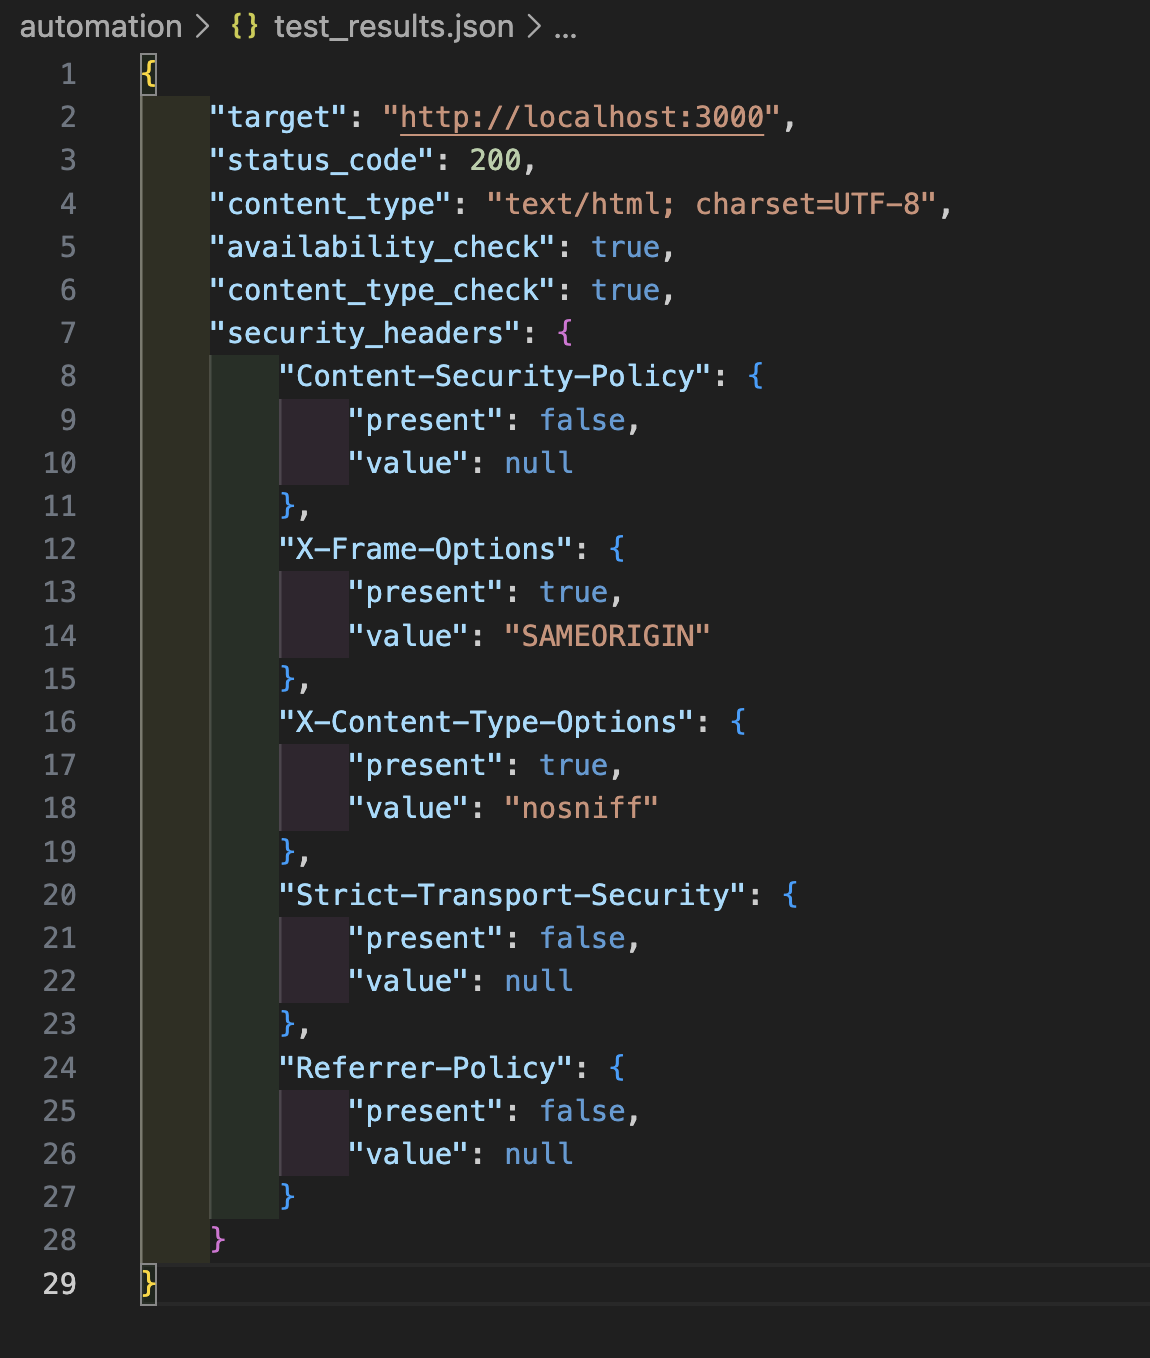 automation > {} test_results.json > ...
1 {
2 "target": "http://localhost:3000",
3 "status_code": 200,
4 "content_type": "text/html; charset=UTF-8",
5 "availability_check": true,
6 "content_type_check": true,
7 "security_headers": {
8 "Content-Security-Policy": {
9 "present": false,
10 "value": null
11 },
12 "X-Frame-Options": {
13 "present": true,
14 "value": "SAMEORIGIN"
15 },
16 "X-Content-Type-Options": {
17 "present": true,
18 "value": "nosniff"
19 },
20 "Strict-Transport-Security": {
21 "present": false,
22 "value": null
23 },
24 "Referrer-Policy": {
25 "present": false,
26 "value": null
27 }
28 }
29 }